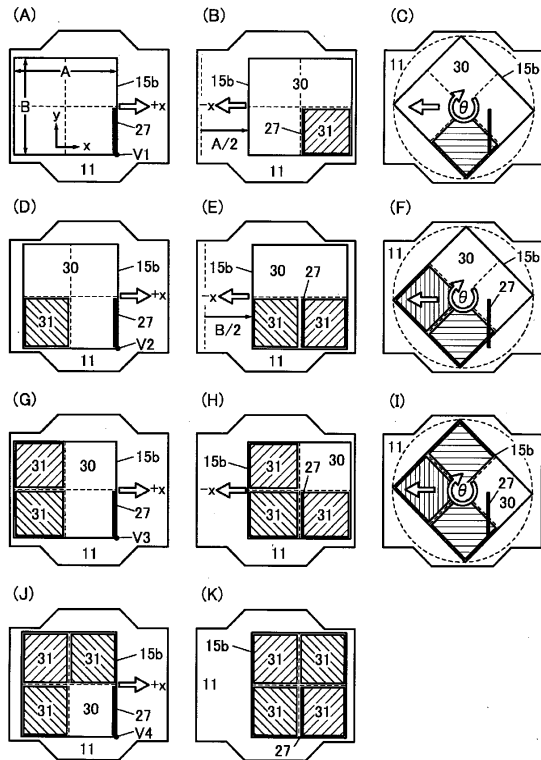 (A) (B) (C)
A 15b 15b 30 11 30 15b
B +x -x θ
y 27 27 31 27
x A/2
V1
11 11
(D) (E) (F)
30 15b 15b 30 11 30 15b
+x -x θ 27
31 27 31 31
B/2
V2
11 11
(G) (H) (I)
31 30 15b 15b 31 30 11 15b
+x -x 27 θ 27
31 27 31 31 30
V3
11 11
(J) (K)
31 31 15b 15b 31 31
+x 11
31 30 27 31 31
V4
11 27